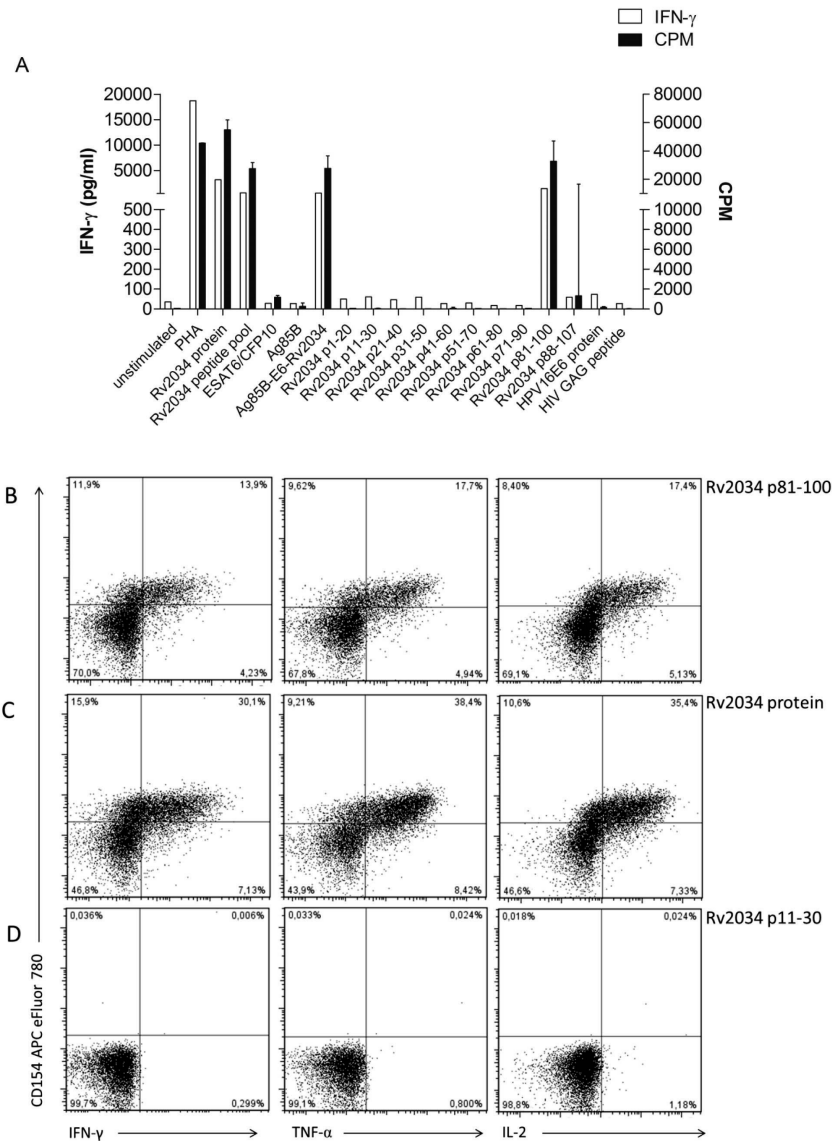 IFN-γ
CPM
A
20000
15000
10000
5000
500
400
300
200
100
0
IFN-γ (pg/ml)
80000
60000
40000
20000
10000
8000
6000
4000
2000
0
CPM
unstimulated
PHA
Rv2034 protein
Rv2034 peptide pool
ESAT6/CFP10
Ag85B
Ag85B-E6-Rv2034
Rv2034 p1-20
Rv2034 p11-30
Rv2034 p21-40
Rv2034 p31-50
Rv2034 p41-60
Rv2034 p51-70
Rv2034 p61-80
Rv2034 p71-90
Rv2034 p81-100
Rv2034 p88-107
HPV16E6 protein
HIV GAG peptide
B
11,9% 13,9% 9,62% 17,7% 8,40% 17,4%
Rv2034 p81-100
70,0% 4,23% 67,8% 4,94% 69,1% 5,13%
C
15,9% 30,1% 9,21% 38,4% 10,6% 35,4%
Rv2034 protein
46,8% 7,13% 43,9% 8,42% 46,6% 7,33%
D
0,036% 0,006% 0,033% 0,024% 0,018% 0,024%
Rv2034 p11-30
99,7% 0,299% 99,1% 0,800% 98,8% 1,18%
CD154 APC eFluor 780
IFN-γ
TNF-α
IL-2